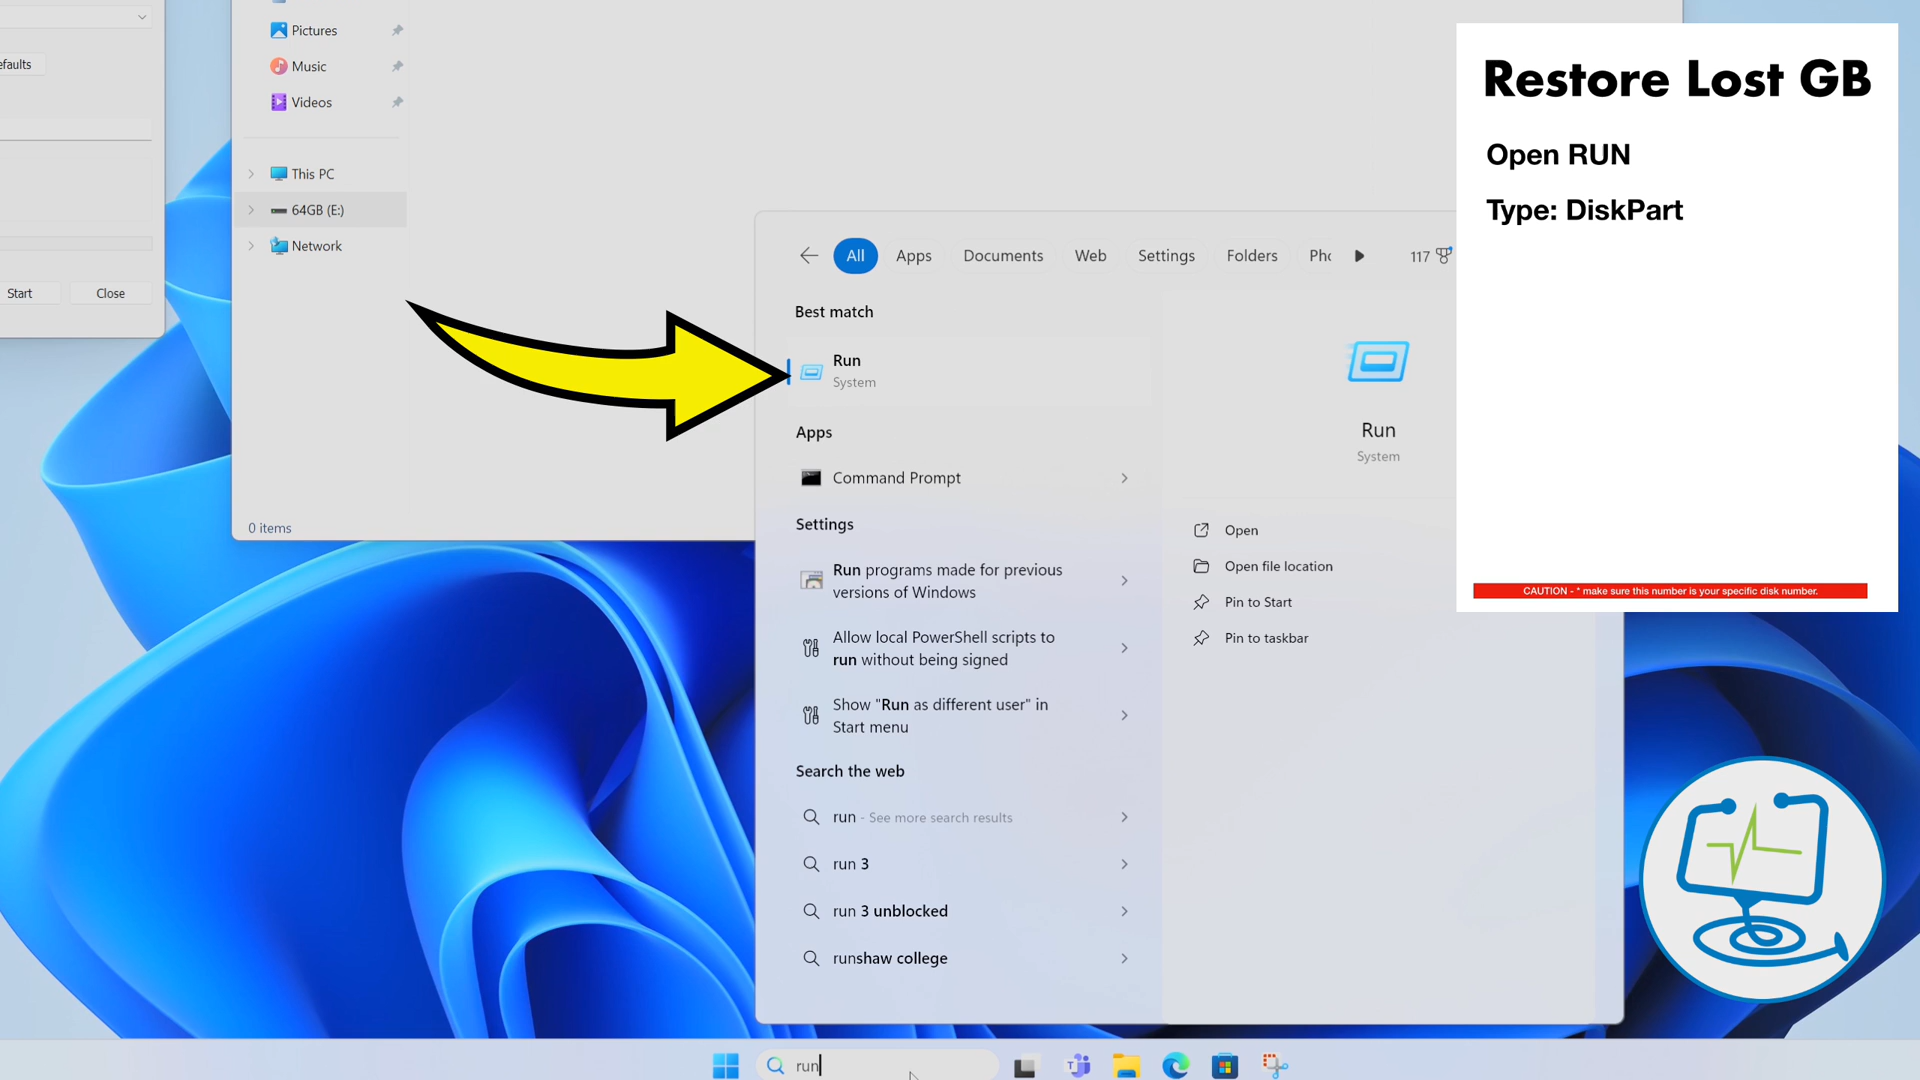 efaults
Start
Close
Pictures
Music
Videos
This PC
64GB (E:)
Network
0 items
All
Apps
Documents
Web
Settings
Folders
Phc
117
Best match
Run
System
Apps
Command Prompt
Settings
Run programs made for previous
versions of Windows
Allow local PowerShell scripts to
run without being signed
Show "Run as different user" in
Start menu
Search the web
run - See more search results
run 3
run 3 unblocked
runshaw college
Run
System
Open
Open file location
Pin to Start
Pin to taskbar
Restore Lost GB
Open RUN
Type: DiskPart
CAUTION - * make sure this number is your specific disk number.
run